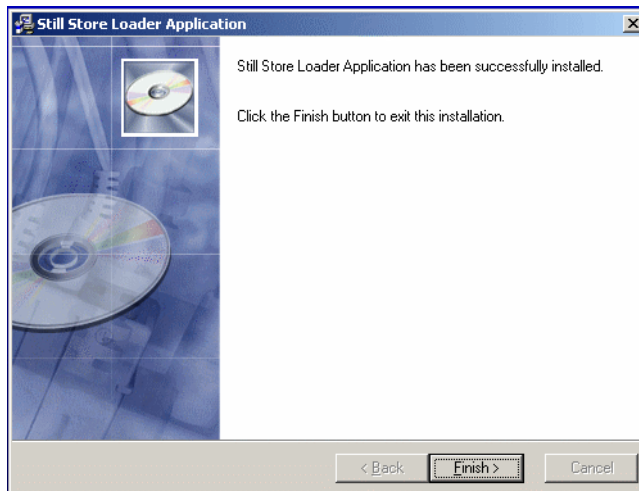 Still Store Loader Application
Still Store Loader Application has been successfully installed.
Click the Finish button to exit this installation.
< Back
Finish >
Cancel